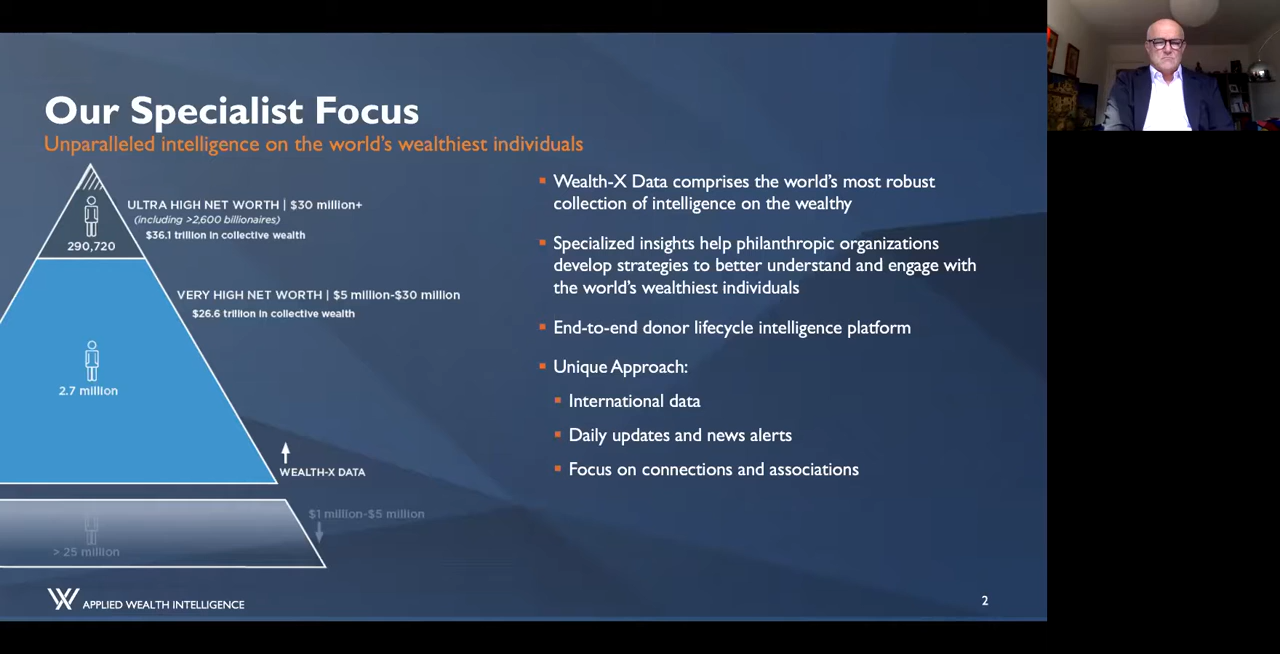 Our Specialist Focus
Unparalleled intelligence on the world's wealthiest individuals
ULTRA HIGH NET WORTH | $30 million+
(including >2,600 billionaires)
$36.1 trillion in collective wealth
290,720
VERY HIGH NET WORTH | $5 million-$30 million
$26.6 trillion in collective wealth
2.7 million
WEALTH-X DATA
$1 million-$5 million
> 25 million
▪ Wealth-X Data comprises the world's most robust
collection of intelligence on the wealthy
▪ Specialized insights help philanthropic organizations
develop strategies to better understand and engage with
the world's wealthiest individuals
▪ End-to-end donor lifecycle intelligence platform
▪ Unique Approach:
▪ International data
▪ Daily updates and news alerts
▪ Focus on connections and associations
APPLIED WEALTH INTELLIGENCE
2